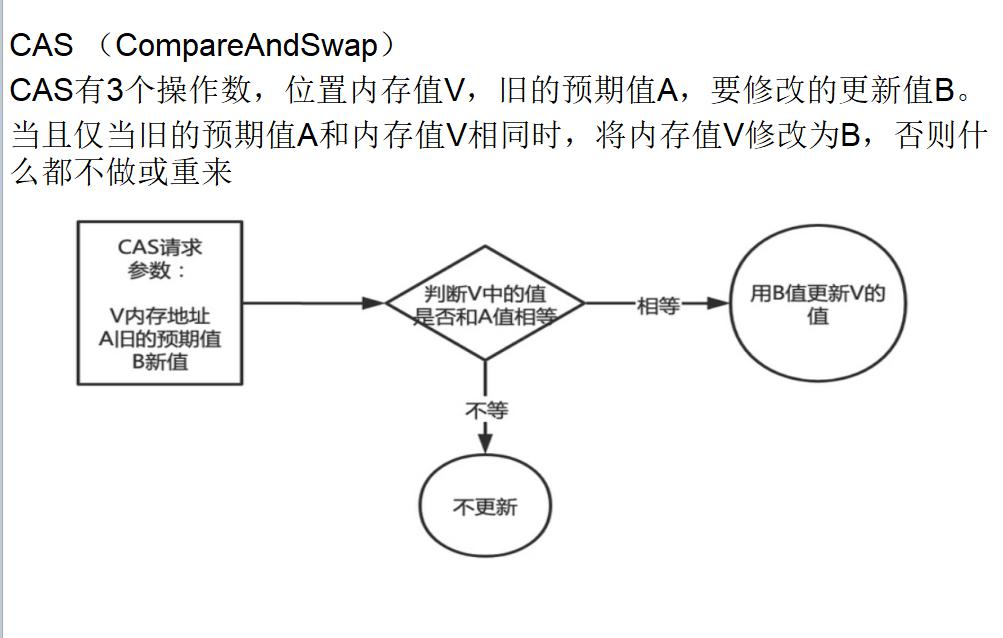 CAS （CompareAndSwap）
CAS有3个操作数，位置内存值V，旧的预期值A，要修改的更新值B。
当且仅当旧的预期值A和内存值V相同时，将内存值V修改为B，否则什
么都不做或重来
CAS请求
参数：
V内存地址
A旧的预期值
B新值
判断V中的值
是否和A值相等
相等
用B值更新V的
值
不等
不更新